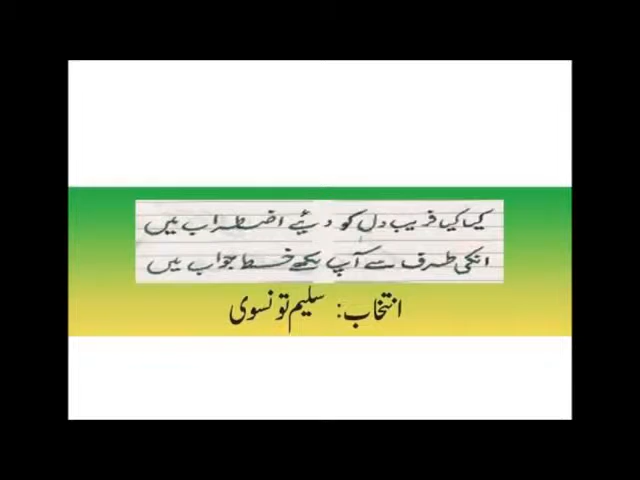 کیا کیا فریب دل کو دیئے اضطراب میں
انکی طرف سے آپ لکھے خط جواب میں
انتخاب: سلیم تونسوی